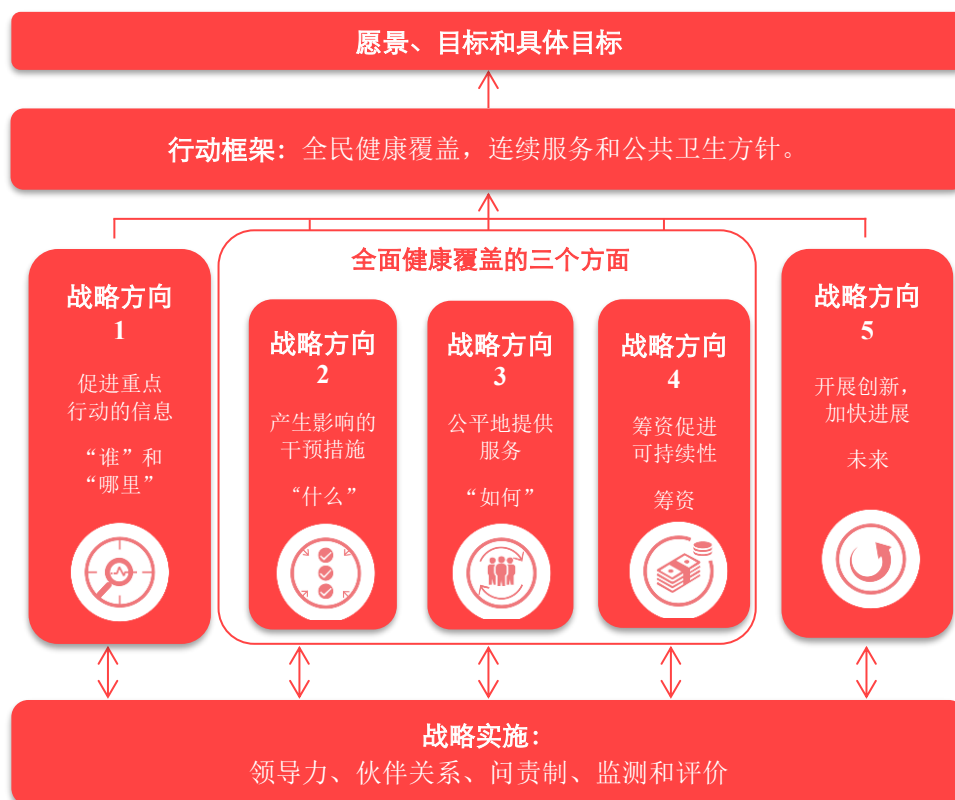 愿景、目标和具体目标
行动框架：全民健康覆盖，连续服务和公共卫生方针。
全面健康覆盖的三个方面
战略方向
1
促进重点
行动的信息
“谁”和
“哪里”
战略方向
2
产生影响的
干预措施
“什么”
战略方向
3
公平地提供
服务
“如何”
战略方向
4
筹资促进
可持续性
筹资
战略方向
5
开展创新，
加快进展
未来
战略实施：
领导力、伙伴关系、问责制、监测和评价